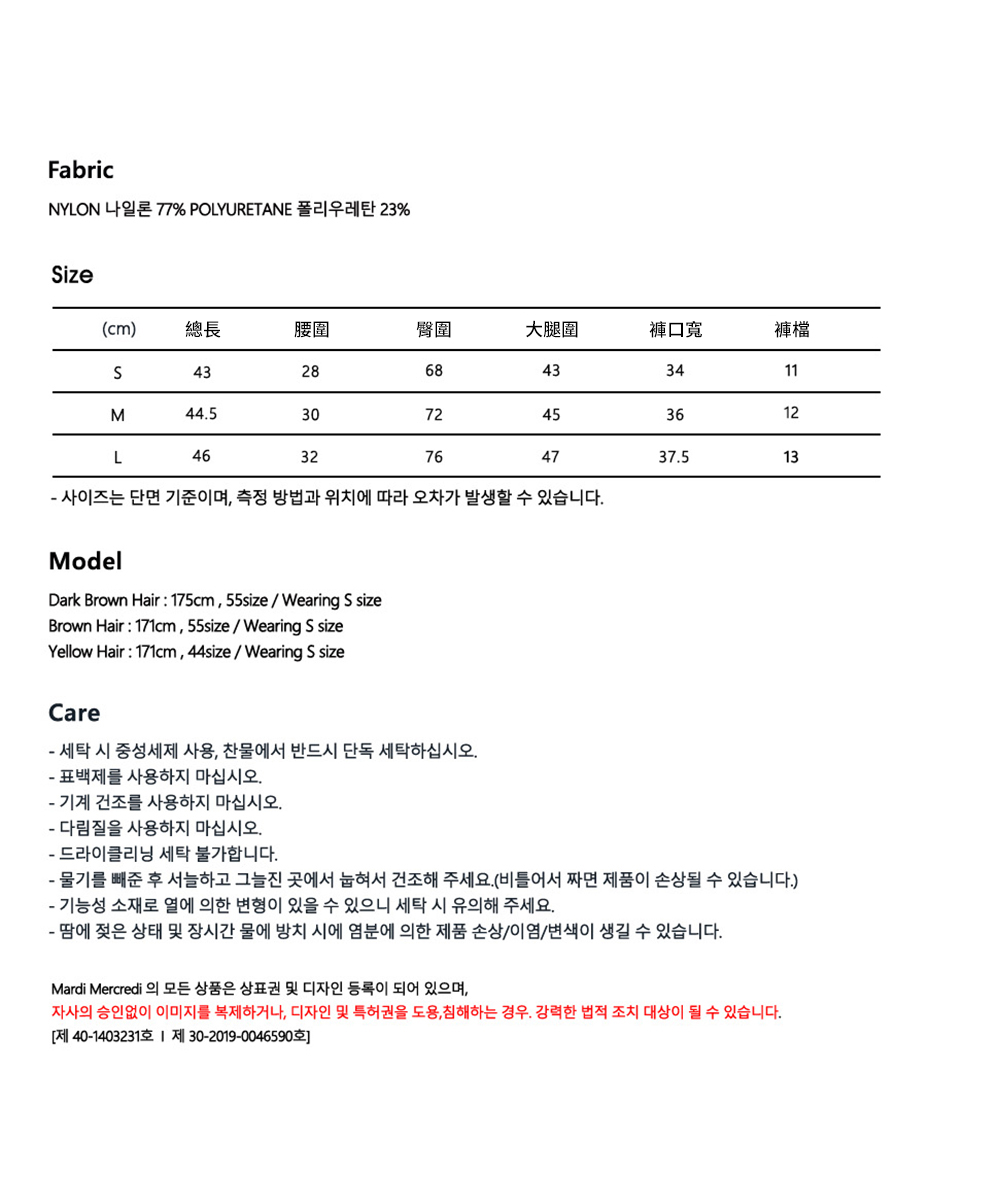 Fabric
NYLON 나일론 77% POLYURETANE 폴리우레탄 23%
Size
(cm) 總長 腰圍 臀圍 大腿圍 褲口寬 褲檔
S 43 28 68 43 34 11
M 44.5 30 72 45 36 12
L 46 32 76 47 37.5 13
- 사이즈는 단면 기준이며, 측정 방법과 위치에 따라 오차가 발생할 수 있습니다.
Model
Dark Brown Hair : 175cm , 55size / Wearing S size
Brown Hair : 171cm , 55size / Wearing S size
Yellow Hair : 171cm , 44size / Wearing S size
Care
- 세탁 시 중성세제 사용, 찬물에서 반드시 단독 세탁하십시오.
- 표백제를 사용하지 마십시오.
- 기계 건조를 사용하지 마십시오.
- 다림질을 사용하지 마십시오.
- 드라이클리닝 세탁 불가합니다.
- 물기를 빼준 후 서늘하고 그늘진 곳에서 눕혀서 건조해 주세요.(비틀어서 짜면 제품이 손상될 수 있습니다.)
- 기능성 소재로 열에 의한 변형이 있을 수 있으니 세탁 시 유의해 주세요.
- 땀에 젖은 상태 및 장시간 물에 방치 시에 염분에 의한 제품 손상/이염/변색이 생길 수 있습니다.
Mardi Mercredi 의 모든 상품은 상표권 및 디자인 등록이 되어 있으며,
자사의 승인없이 이미지를 복제하거나, 디자인 및 특허권을 도용,침해하는 경우. 강력한 법적 조치 대상이 될 수 있습니다.
[제 40-1403231호 I 제 30-2019-0046590호]